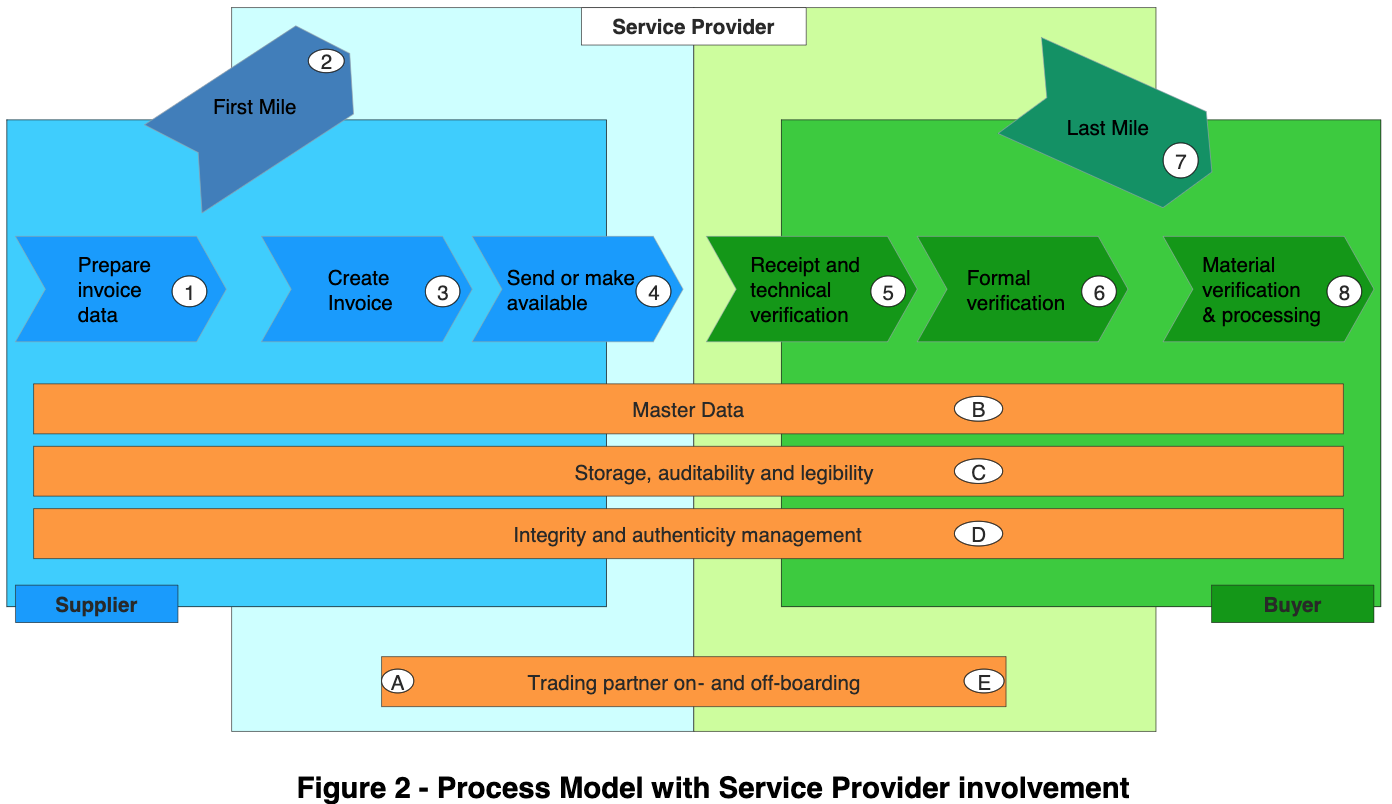 Service Provider
2
First Mile
Last Mile
7
Prepare
invoice
data
1
Create
Invoice
3
Send or make
available
4
Receipt and
technical
verification
5
Formal
verification
6
Material
verification
& processing
8
Master Data
B
Storage, auditability and legibility
C
Integrity and authenticity management
D
Supplier
Buyer
A
Trading partner on- and off-boarding
E
Figure 2 - Process Model with Service Provider involvement